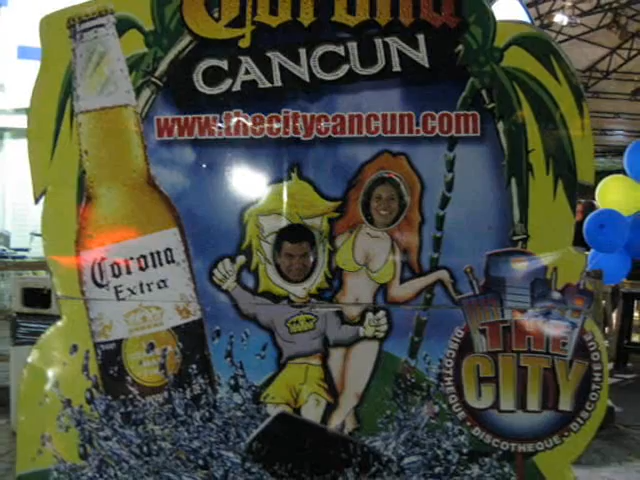 Corona
CANCUN
www.thecitycancun.com
Corona
Extra
THE
CITY
DISCOTHEQUE · DISCOTHEQUE · DISCOTHEQUE